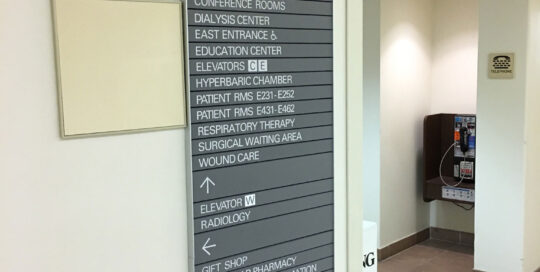 CONFERENCE ROOMS
DIALYSIS CENTER
EAST ENTRANCE
EDUCATION CENTER
ELEVATORS C E
HYPERBARIC CHAMBER
PATIENT RMS E231-E252
PATIENT RMS E431-E462
RESPIRATORY THERAPY
SURGICAL WAITING AREA
WOUND CARE
ELEVATOR W
RADIOLOGY
GIFT SHOP
PHARMACY
TELEPHONE